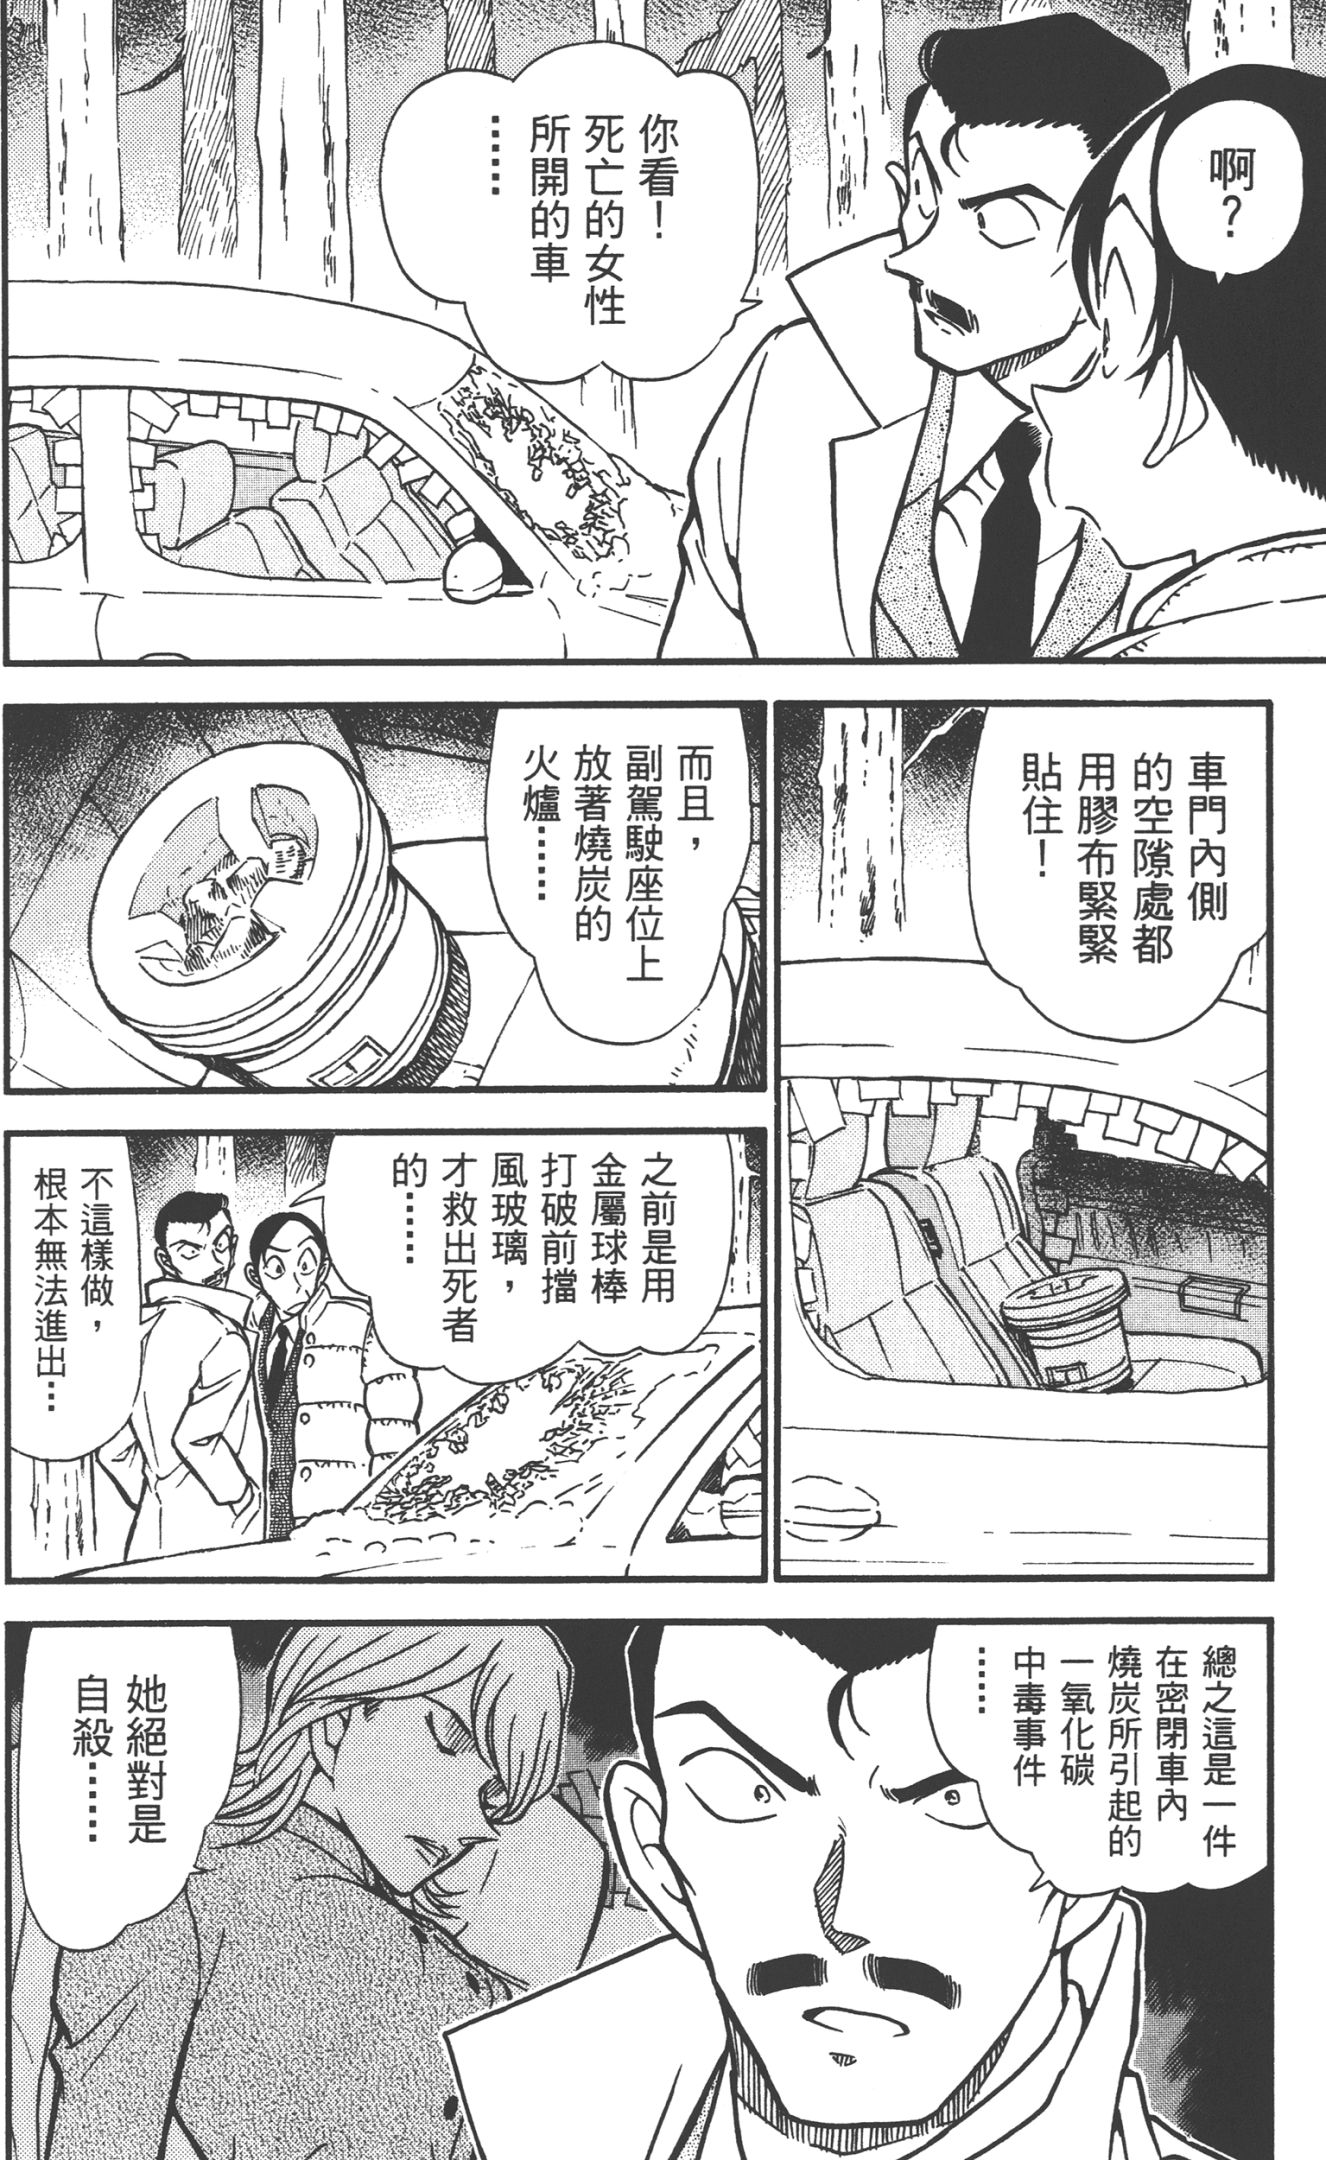 啊？
你看！
死亡的女性
所開的車
……
車門內側
的空隙處都
用膠布緊緊
貼住！
而且，
副駕駛座位上
放著燒炭的
火爐……
之前是用
金屬球棒
打破前擋
風玻璃，
才救出死者
的……
不這樣做，
根本無法進出…
總之這是一件
在密閉車內
燒炭所引起的
一氧化碳
中毒事件
……
她絕對是
自殺……